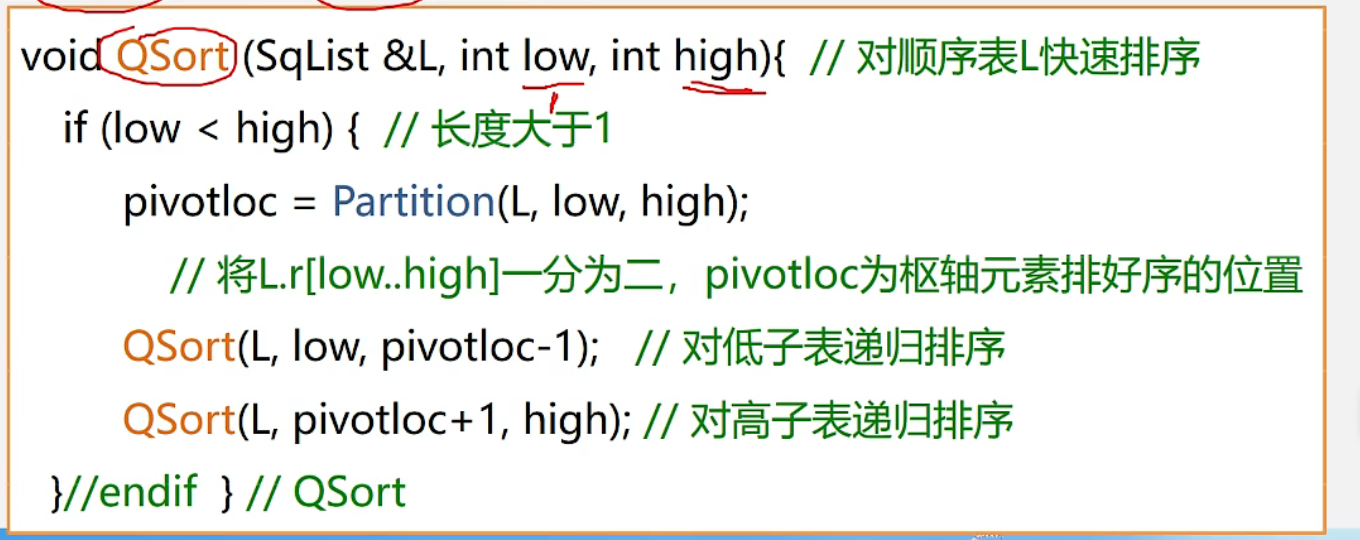 void QSort (SqList &L, int low, int high){ // 对顺序表L快速排序
if (low < high) { // 长度大于1
pivotloc = Partition(L, low, high);
// 将L.r[low..high]一分为二，pivotloc为枢轴元素排好序的位置
QSort(L, low, pivotloc-1); // 对低子表递归排序
QSort(L, pivotloc+1, high); // 对高子表递归排序
}//endif } // QSort